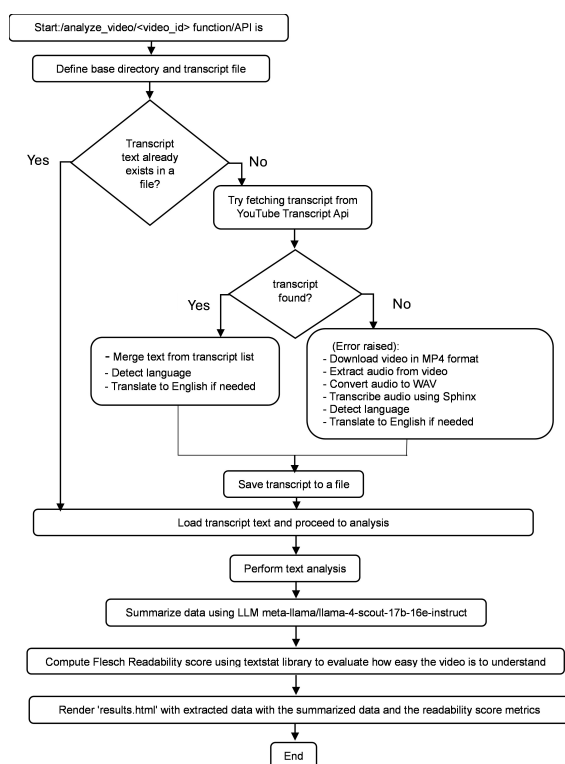 Start:/analyze_video/<video_id> function/API is
Define base directory and transcript file
Transcript
text already
exists in a
file?
Yes
No
Try fetching transcript from
YouTube Transcript Api
transcript
found?
Yes
No
- Merge text from transcript list
- Detect language
- Translate to English if needed
(Error raised):
- Download video in MP4 format
- Extract audio from video
- Convert audio to WAV
- Transcribe audio using Sphinx
- Detect language
- Translate to English if needed
Save transcript to a file
Load transcript text and proceed to analysis
Perform text analysis
Summarize data using LLM meta-llama/llama-4-scout-17b-16e-instruct
Compute Flesch Readability score using textstat library to evaluate how easy the video is to understand
Render 'results.html' with extracted data with the summarized data and the readability score metrics
End